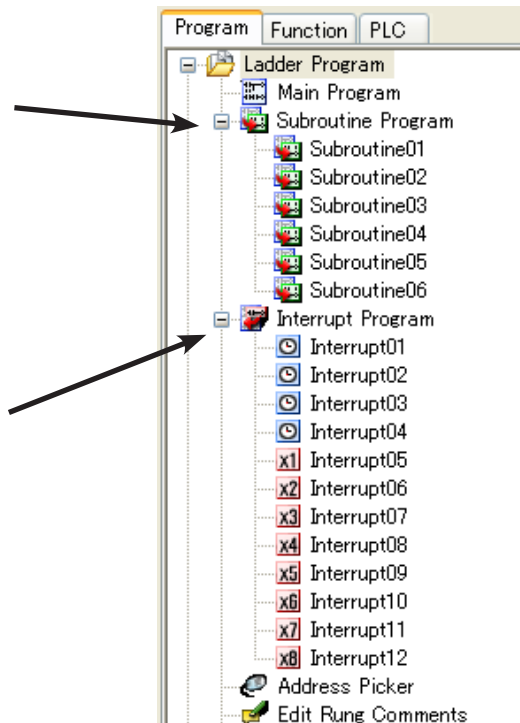 Program Function PLC
Ladder Program
Main Program
Subroutine Program
Subroutine01
Subroutine02
Subroutine03
Subroutine04
Subroutine05
Subroutine06
Interrupt Program
Interrupt01
Interrupt02
Interrupt03
Interrupt04
x1 Interrupt05
x2 Interrupt06
x3 Interrupt07
x4 Interrupt08
x5 Interrupt09
x6 Interrupt10
x7 Interrupt11
x8 Interrupt12
Address Picker
Edit Rung Comments